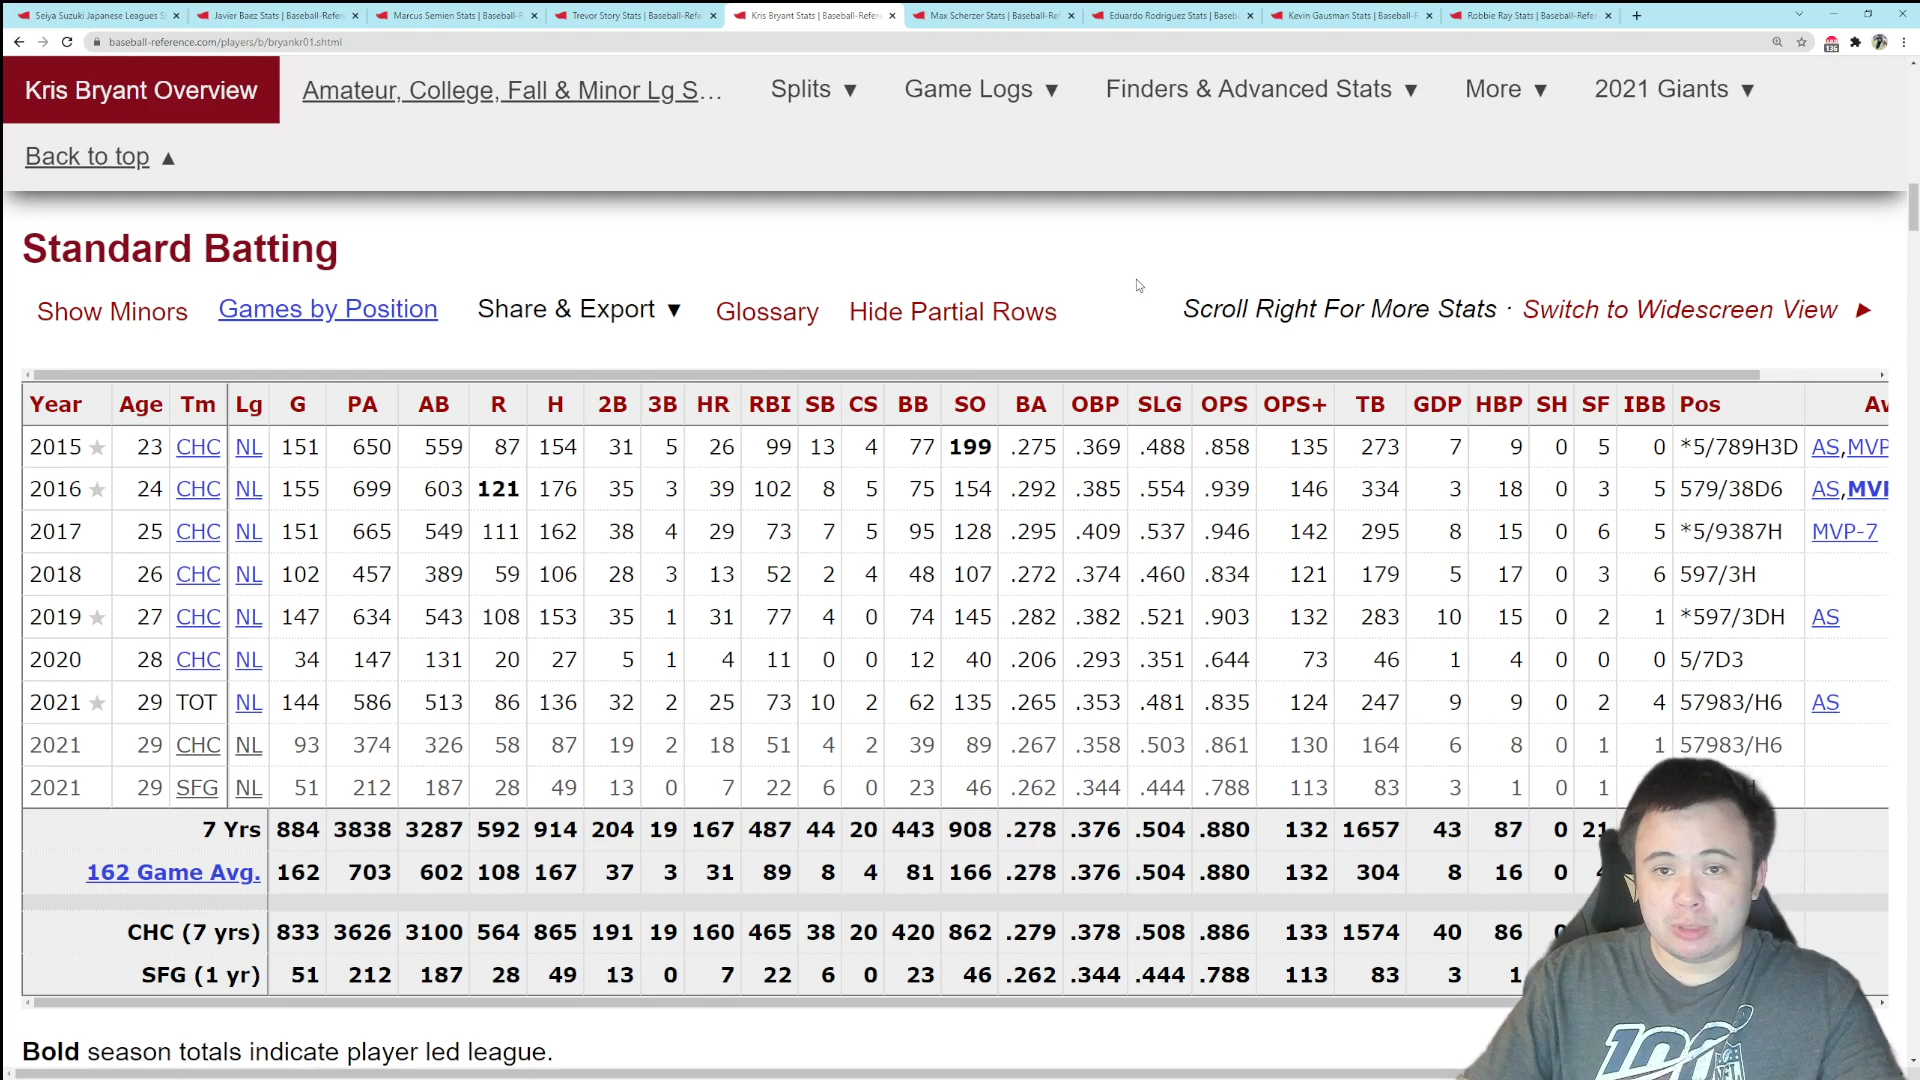 Seiya Suzuki Japanese Leagues S
Javier Baez Stats | Baseball-Refer
Marcus Semien Stats | Baseball-R
Trevor Story Stats | Baseball-Refe
Kris Bryant Stats | Baseball-Refere
Max Scherzer Stats | Baseball-Re
Eduardo Rodriguez Stats | Baseb
Kevin Gausman Stats | Baseball-F
Robbie Ray Stats | Baseball-Refer
baseball-reference.com/players/b/bryankr01.shtml
136
Kris Bryant Overview Amateur, College, Fall & Minor Lg S... Splits ▼ Game Logs ▼ Finders & Advanced Stats ▼ More ▼ 2021 Giants ▼
Back to top ▲
Standard Batting
Show Minors Games by Position Share & Export ▼ Glossary Hide Partial Rows Scroll Right For More Stats · Switch to Widescreen View ►
Year Age Tm Lg G PA AB R H 2B 3B HR RBI SB CS BB SO BA OBP SLG OPS OPS+ TB GDP HBP SH SF IBB Pos Aw
2015 ★ 23 CHC NL 151 650 559 87 154 31 5 26 99 13 4 77 199 .275 .369 .488 .858 135 273 7 9 0 5 0 *5/789H3D AS,MVP
2016 ★ 24 CHC NL 155 699 603 121 176 35 3 39 102 8 5 75 154 .292 .385 .554 .939 146 334 3 18 0 3 5 579/38D6 AS,MVP
2017 25 CHC NL 151 665 549 111 162 38 4 29 73 7 5 95 128 .295 .409 .537 .946 142 295 8 15 0 6 5 *5/9387H MVP-7
2018 26 CHC NL 102 457 389 59 106 28 3 13 52 2 4 48 107 .272 .374 .460 .834 121 179 5 17 0 3 6 597/3H
2019 ★ 27 CHC NL 147 634 543 108 153 35 1 31 77 4 0 74 145 .282 .382 .521 .903 132 283 10 15 0 2 1 *597/3DH AS
2020 28 CHC NL 34 147 131 20 27 5 1 4 11 0 0 12 40 .206 .293 .351 .644 73 46 1 4 0 0 0 5/7D3
2021 ★ 29 TOT NL 144 586 513 86 136 32 2 25 73 10 2 62 135 .265 .353 .481 .835 124 247 9 9 0 2 4 57983/H6 AS
2021 29 CHC NL 93 374 326 58 87 19 2 18 51 4 2 39 89 .267 .358 .503 .861 130 164 6 8 0 1 1 57983/H6
2021 29 SFG NL 51 212 187 28 49 13 0 7 22 6 0 23 46 .262 .344 .444 .788 113 83 3 1 0 1
7 Yrs 884 3838 3287 592 914 204 19 167 487 44 20 443 908 .278 .376 .504 .880 132 1657 43 87 0 21
162 Game Avg. 162 703 602 108 167 37 3 31 89 8 4 81 166 .278 .376 .504 .880 132 304 8 16 0
CHC (7 yrs) 833 3626 3100 564 865 191 19 160 465 38 20 420 862 .279 .378 .508 .886 133 1574 40 86
SFG (1 yr) 51 212 187 28 49 13 0 7 22 6 0 23 46 .262 .344 .444 .788 113 83 3 1
Bold season totals indicate player led league.
100
NFL